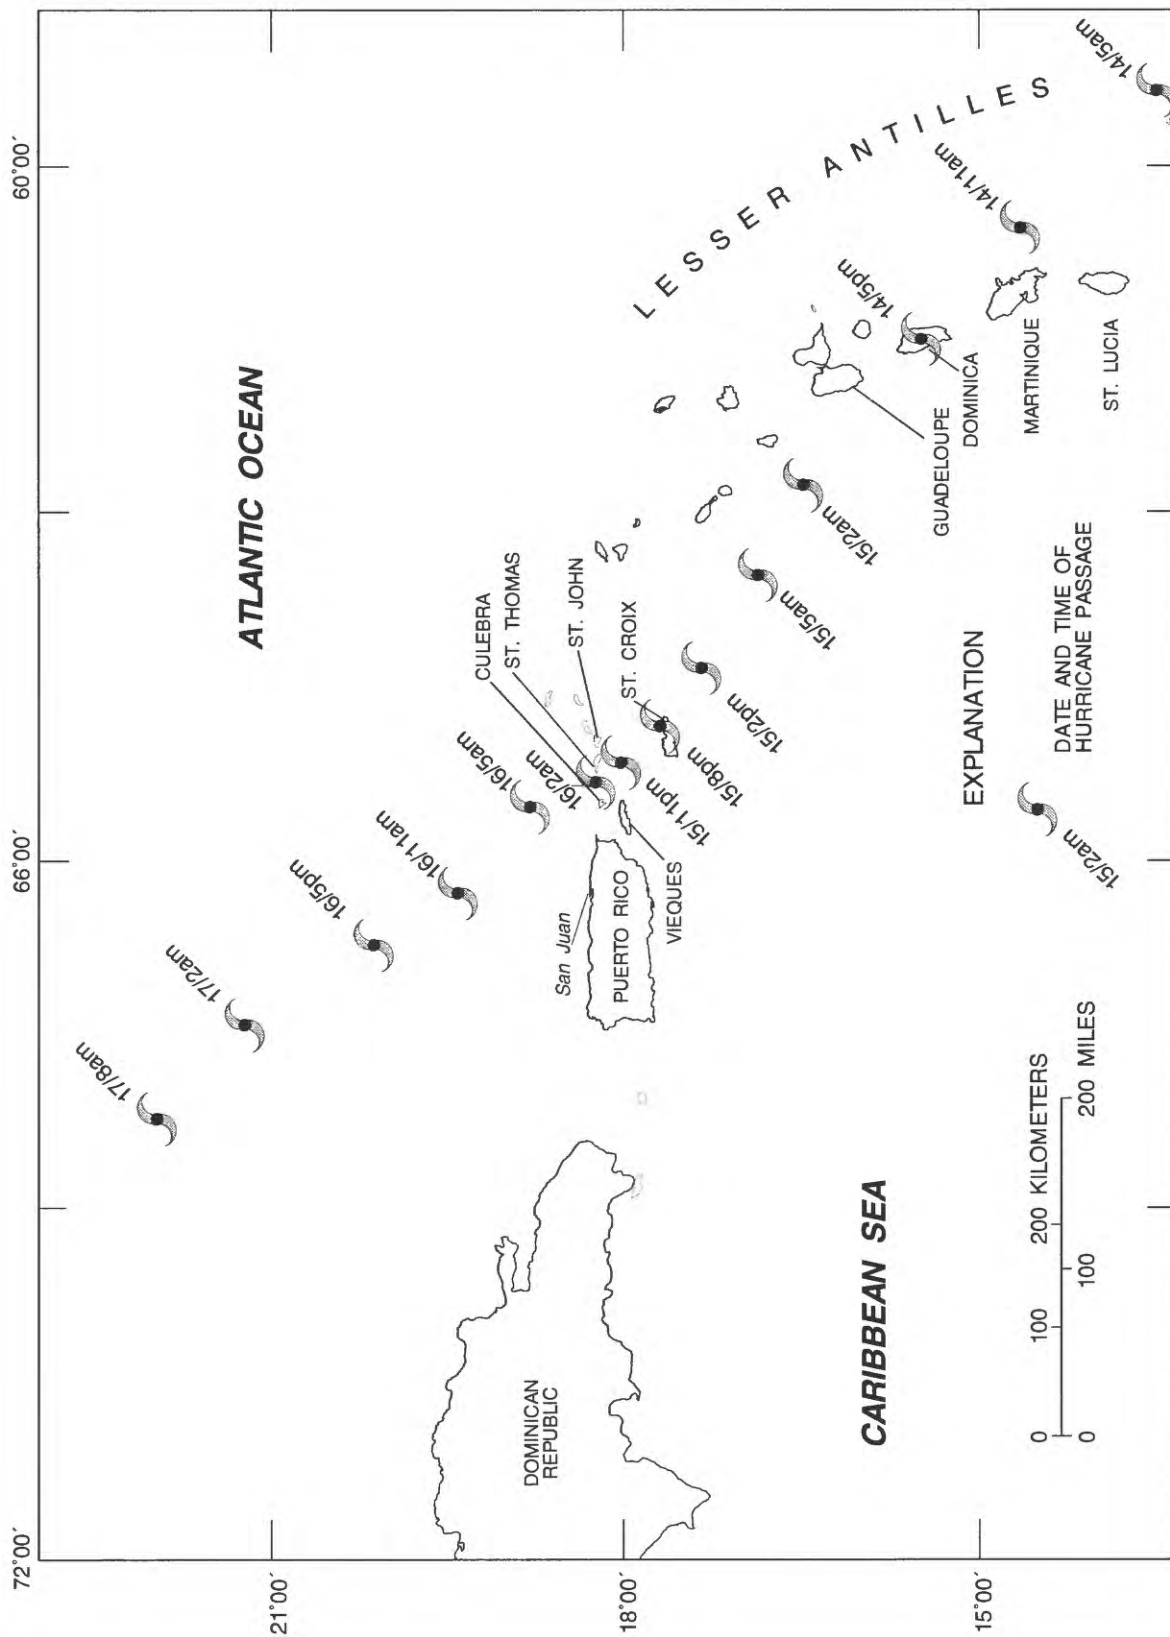 72°00′
66°00′
60°00′
21°00′
18°00′
15°00′
ATLANTIC OCEAN
LESSER ANTILLES
CARIBBEAN SEA
17/8am
17/2am
16/5pm
16/11am
16/5am
16/2am
15/11pm
15/8pm
15/2pm
15/5am
15/2am
14/5pm
14/11am
14/5am
CULEBRA
ST. THOMAS
ST. JOHN
ST. CROIX
San Juan
PUERTO RICO
VIEQUES
DOMINICAN
REPUBLIC
GUADELOUPE
DOMINICA
MARTINIQUE
ST. LUCIA
EXPLANATION
15/2am
DATE AND TIME OF
HURRICANE PASSAGE
0 100 200 KILOMETERS
0 100 200 MILES